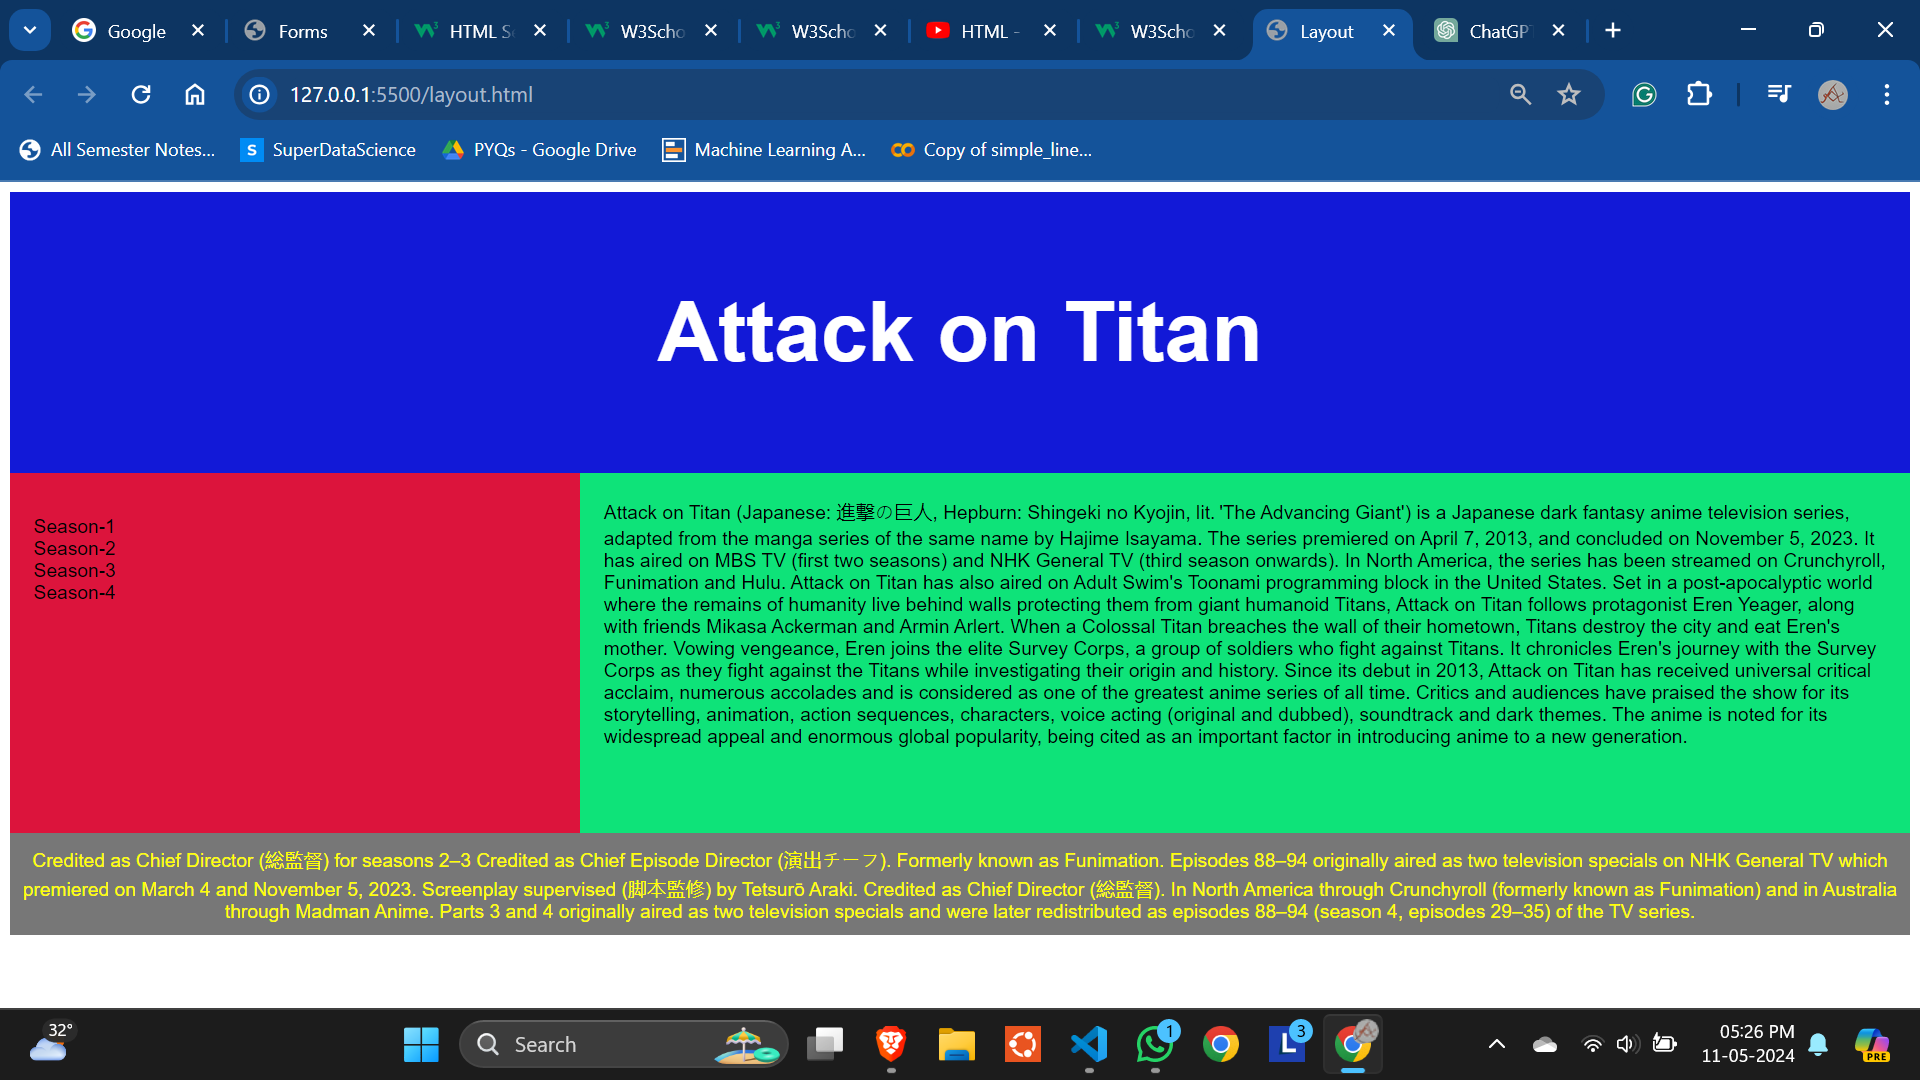 Google
Forms
HTML S
W3Scho
W3Scho
HTML -
W3Scho
Layout
ChatGPT
127.0.0.1:5500/layout.html
All Semester Notes...
S
SuperDataScience
PYQs - Google Drive
Machine Learning A...
Copy of simple_line...
Attack on Titan
Season-1
Season-2
Season-3
Season-4
Attack on Titan (Japanese: 進撃の巨人, Hepburn: Shingeki no Kyojin, lit. 'The Advancing Giant') is a Japanese dark fantasy anime television series,
adapted from the manga series of the same name by Hajime Isayama. The series premiered on April 7, 2013, and concluded on November 5, 2023. It
has aired on MBS TV (first two seasons) and NHK General TV (third season onwards). In North America, the series has been streamed on Crunchyroll,
Funimation and Hulu. Attack on Titan has also aired on Adult Swim's Toonami programming block in the United States. Set in a post-apocalyptic world
where the remains of humanity live behind walls protecting them from giant humanoid Titans, Attack on Titan follows protagonist Eren Yeager, along
with friends Mikasa Ackerman and Armin Arlert. When a Colossal Titan breaches the wall of their hometown, Titans destroy the city and eat Eren's
mother. Vowing vengeance, Eren joins the elite Survey Corps, a group of soldiers who fight against Titans. It chronicles Eren's journey with the Survey
Corps as they fight against the Titans while investigating their origin and history. Since its debut in 2013, Attack on Titan has received universal critical
acclaim, numerous accolades and is considered as one of the greatest anime series of all time. Critics and audiences have praised the show for its
storytelling, animation, action sequences, characters, voice acting (original and dubbed), soundtrack and dark themes. The anime is noted for its
widespread appeal and enormous global popularity, being cited as an important factor in introducing anime to a new generation.
Credited as Chief Director (総監督) for seasons 2–3 Credited as Chief Episode Director (演出チーフ). Formerly known as Funimation. Episodes 88–94 originally aired as two television specials on NHK General TV which
premiered on March 4 and November 5, 2023. Screenplay supervised (脚本監修) by Tetsurō Araki. Credited as Chief Director (総監督). In North America through Crunchyroll (formerly known as Funimation) and in Australia
through Madman Anime. Parts 3 and 4 originally aired as two television specials and were later redistributed as episodes 88–94 (season 4, episodes 29–35) of the TV series.
32°
Search
1
L
3
05:26 PM
11-05-2024
PRE